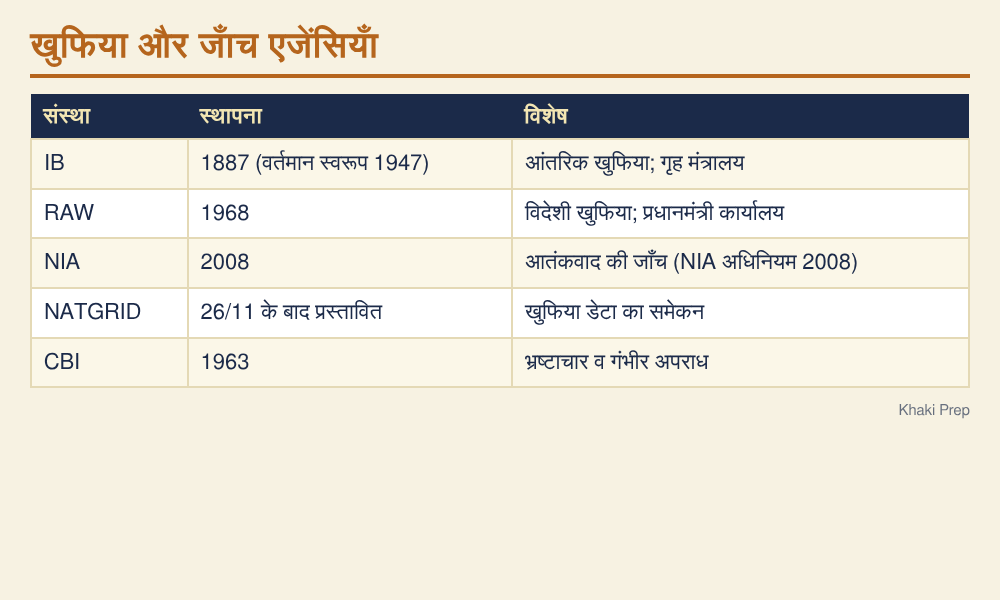 खुफिया और जाँच एजेंसियाँ
संस्था स्थापना विशेष
IB 1887 (वर्तमान स्वरूप 1947) आंतरिक खुफिया; गृह मंत्रालय
RAW 1968 विदेशी खुफिया; प्रधानमंत्री कार्यालय
NIA 2008 आतंकवाद की जाँच (NIA अधिनियम 2008)
NATGRID 26/11 के बाद प्रस्तावित खुफिया डेटा का समेकन
CBI 1963 भ्रष्टाचार व गंभीर अपराध
Khaki Prep